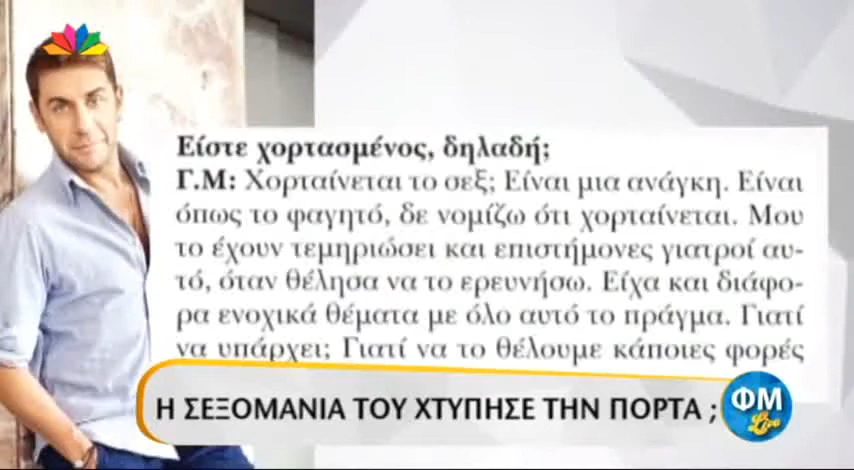 Είστε χορτασμένος, δηλαδή;
Γ.Μ: Χορταίνεται το σεξ; Είναι μια ανάγκη. Είναι
όπως το φαγητό, δε νομίζω ότι χορταίνεται. Μου
το έχουν τεμηριώσει και επιστήμονες γιατροί αυ-
τό, όταν θέλησα να το ερευνήσω. Είχα και διάφο-
ρα ενοχικά θέματα με όλο αυτό το πράγμα. Γιατί
να υπάρχει; Γιατί να το θέλουμε κάποιες φορές
Η ΣΕΞΟΜΑΝΙΑ ΤΟΥ ΧΤΥΠΗΣΕ ΤΗΝ ΠΟΡΤΑ ;
ΦΜ
Live